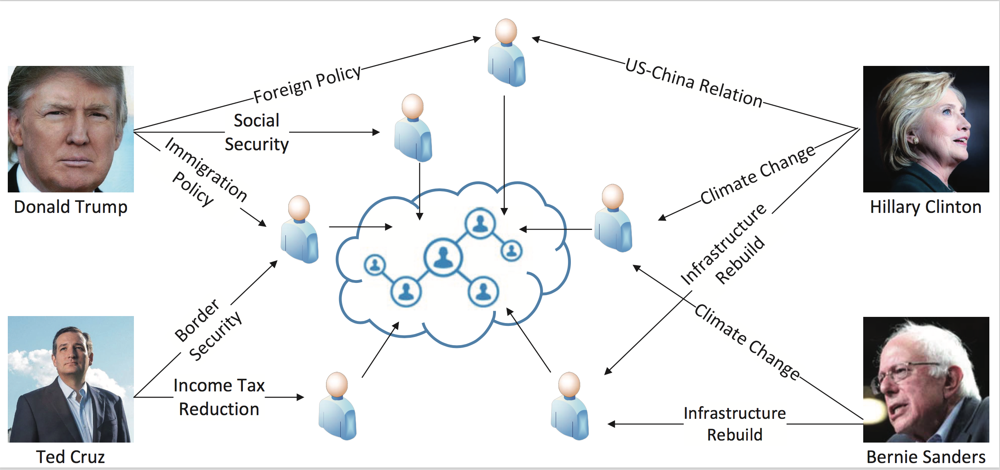 Foreign Policy
US-China Relation
Social
Security
Immigration
Policy
Climate Change
Donald Trump
Hillary Clinton
Infrastructure
Rebuild
Border
Security
Climate Change
Income Tax
Reduction
Infrastructure
Rebuild
Ted Cruz
Bernie Sanders